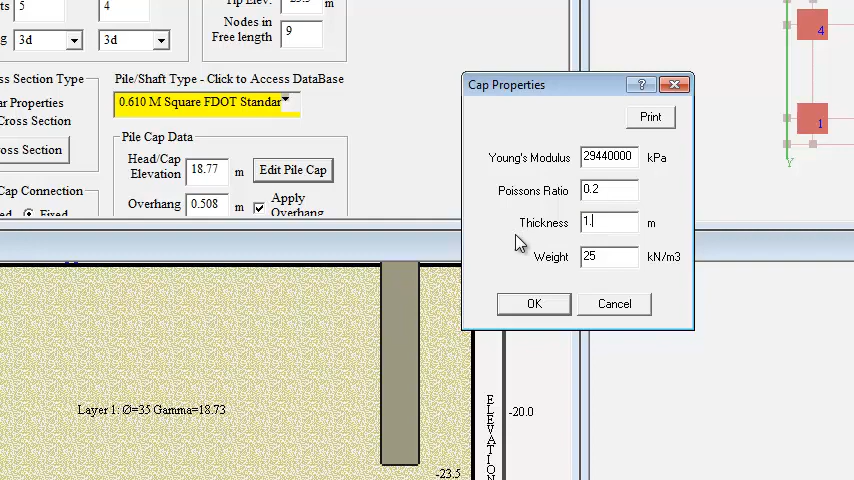 ts
5
4
Tip Elev.
-23.5
m
ng
3d
3d
Nodes in
Free length
9
4
1
Y
ss Section Type
ar Properties
Cross Section
ross Section
Cap Connection
ed
Fixed
Pile/Shaft Type - Click to Access DataBase
0.610 M Square FDOT Standar
Pile Cap Data
Head/Cap
Elevation
18.77
m
Edit Pile Cap
Overhang
0.508
m
Apply
Overhang
Cap Properties
?
Print
Young's Modulus
29440000
kPa
Poissons Ratio
0.2
Thickness
1.
m
Weight
25
kN/m3
OK
Cancel
Layer 1: Ø=35 Gamma=18.73
-23.5
ELEVATION
-20.0